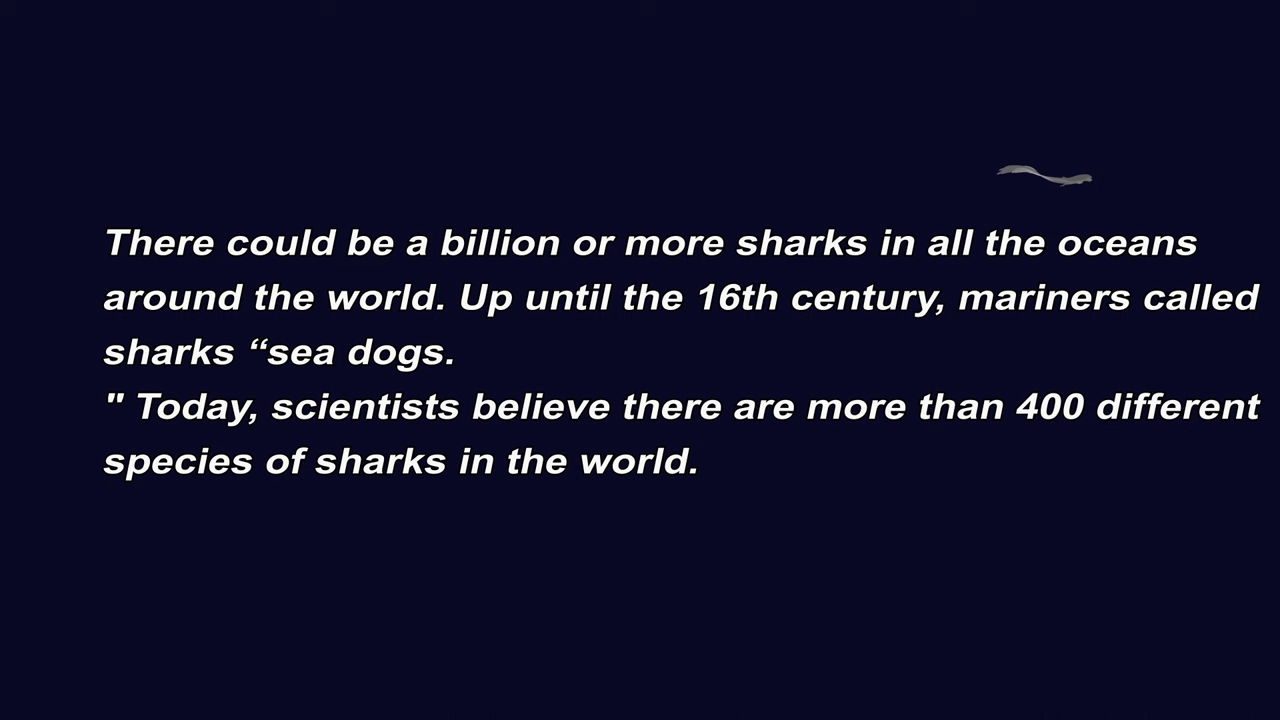 There could be a billion or more sharks in all the oceans
around the world. Up until the 16th century, mariners called
sharks “sea dogs.
" Today, scientists believe there are more than 400 different
species of sharks in the world.